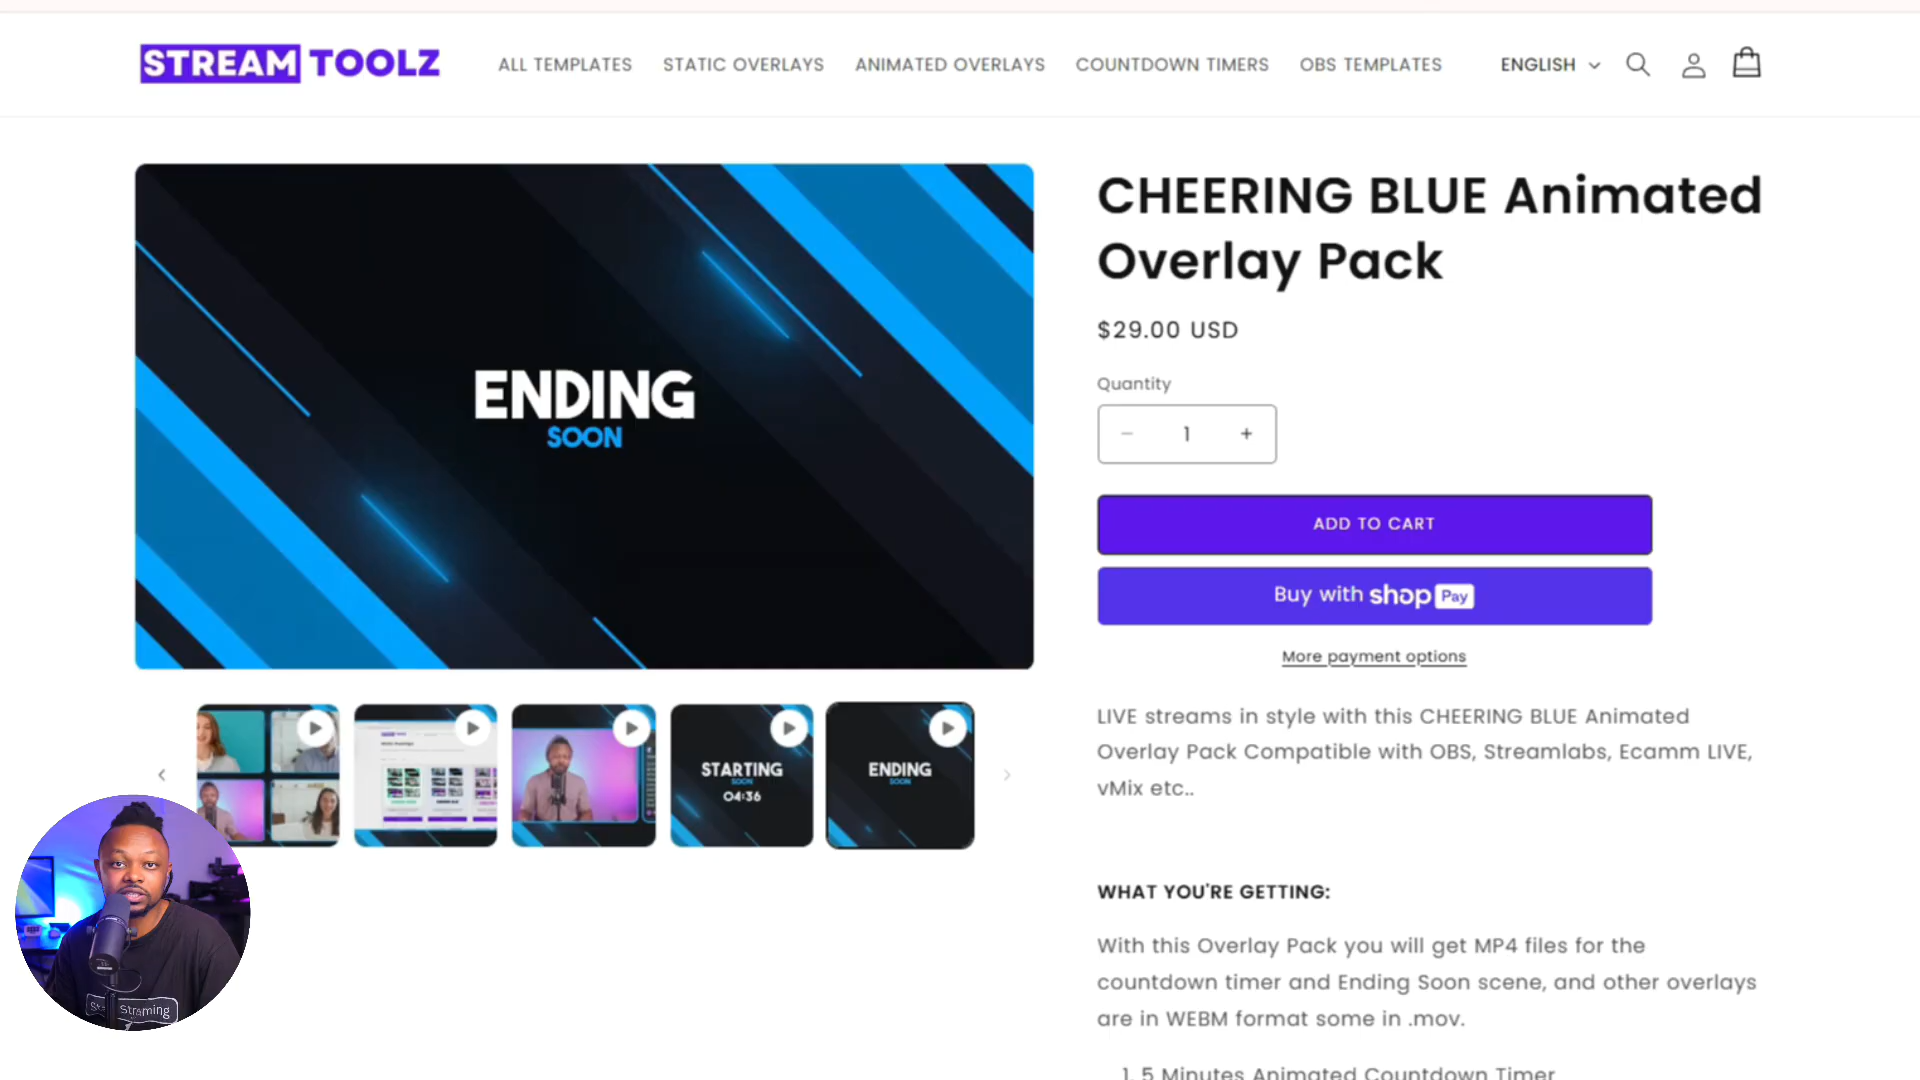 STREAM TOOLZ
ALL TEMPLATES
STATIC OVERLAYS
ANIMATED OVERLAYS
COUNTDOWN TIMERS
OBS TEMPLATES
ENGLISH
CHEERING BLUE Animated
Overlay Pack
$29.00 USD
Quantity
− 1 +
ADD TO CART
Buy with shop Pay
More payment options
ENDING
SOON
STARTING
SOON
04:36
ENDING
SOON
LIVE streams in style with this CHEERING BLUE Animated
Overlay Pack Compatible with OBS, Streamlabs, Ecamm LIVE,
vMix etc..
WHAT YOU'RE GETTING:
With this Overlay Pack you will get MP4 files for the
countdown timer and Ending Soon scene, and other overlays
are in WEBM format some in .mov.
1. 5 Minutes Animated Countdown Timer